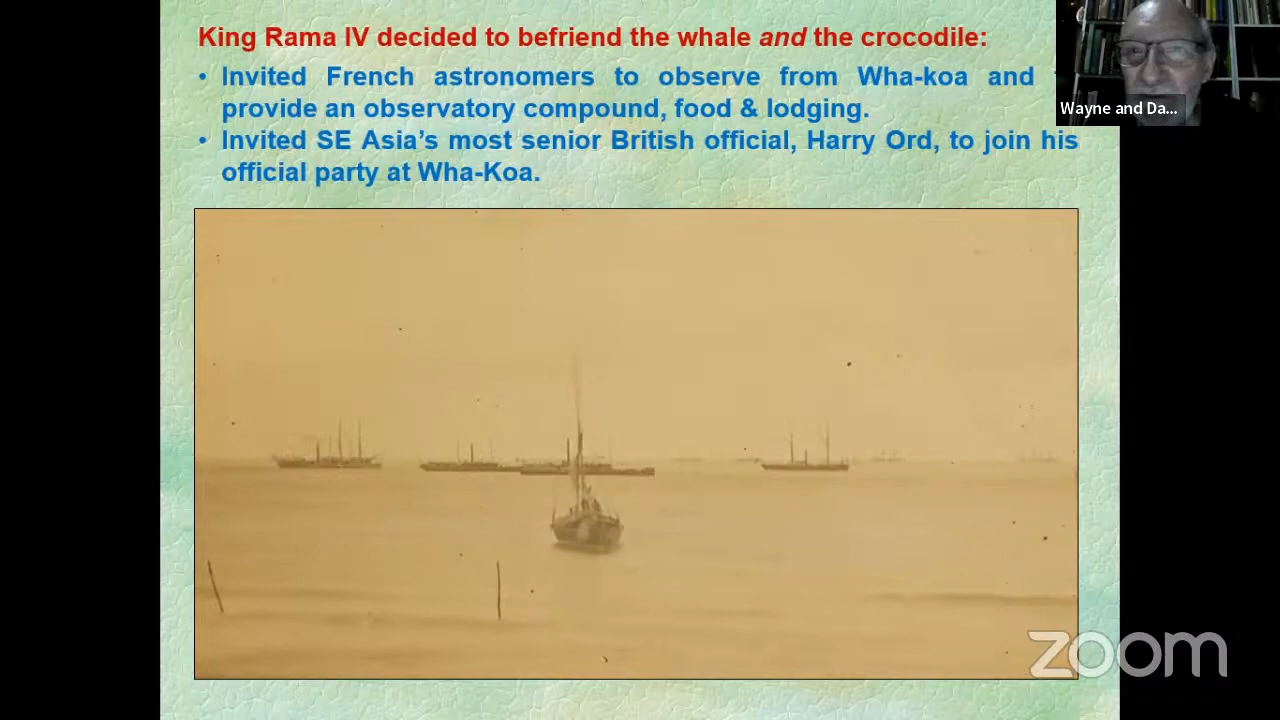 King Rama IV decided to befriend the whale and the crocodile:
• Invited French astronomers to observe from Wha-koa and
provide an observatory compound, food & lodging.
• Invited SE Asia's most senior British official, Harry Ord, to join his
official party at Wha-Koa.
Wayne and Da...
zoom